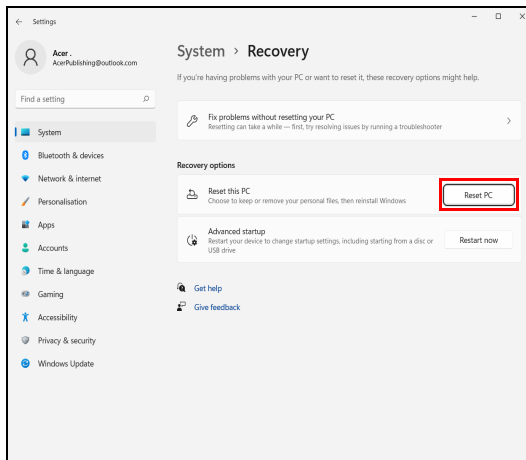 Settings
Acer .
AcerPublishing@outlook.com
Find a setting
System
Bluetooth & devices
Network & internet
Personalisation
Apps
Accounts
Time & language
Gaming
Accessibility
Privacy & security
Windows Update
System > Recovery
If you're having problems with your PC or want to reset it, these recovery options might help.
Fix problems without resetting your PC
Resetting can take a while — first, try resolving issues by running a troubleshooter
Recovery options
Reset this PC
Choose to keep or remove your personal files, then reinstall Windows
Reset PC
Advanced startup
Restart your device to change startup settings, including starting from a disc or
USB drive
Restart now
Get help
Give feedback